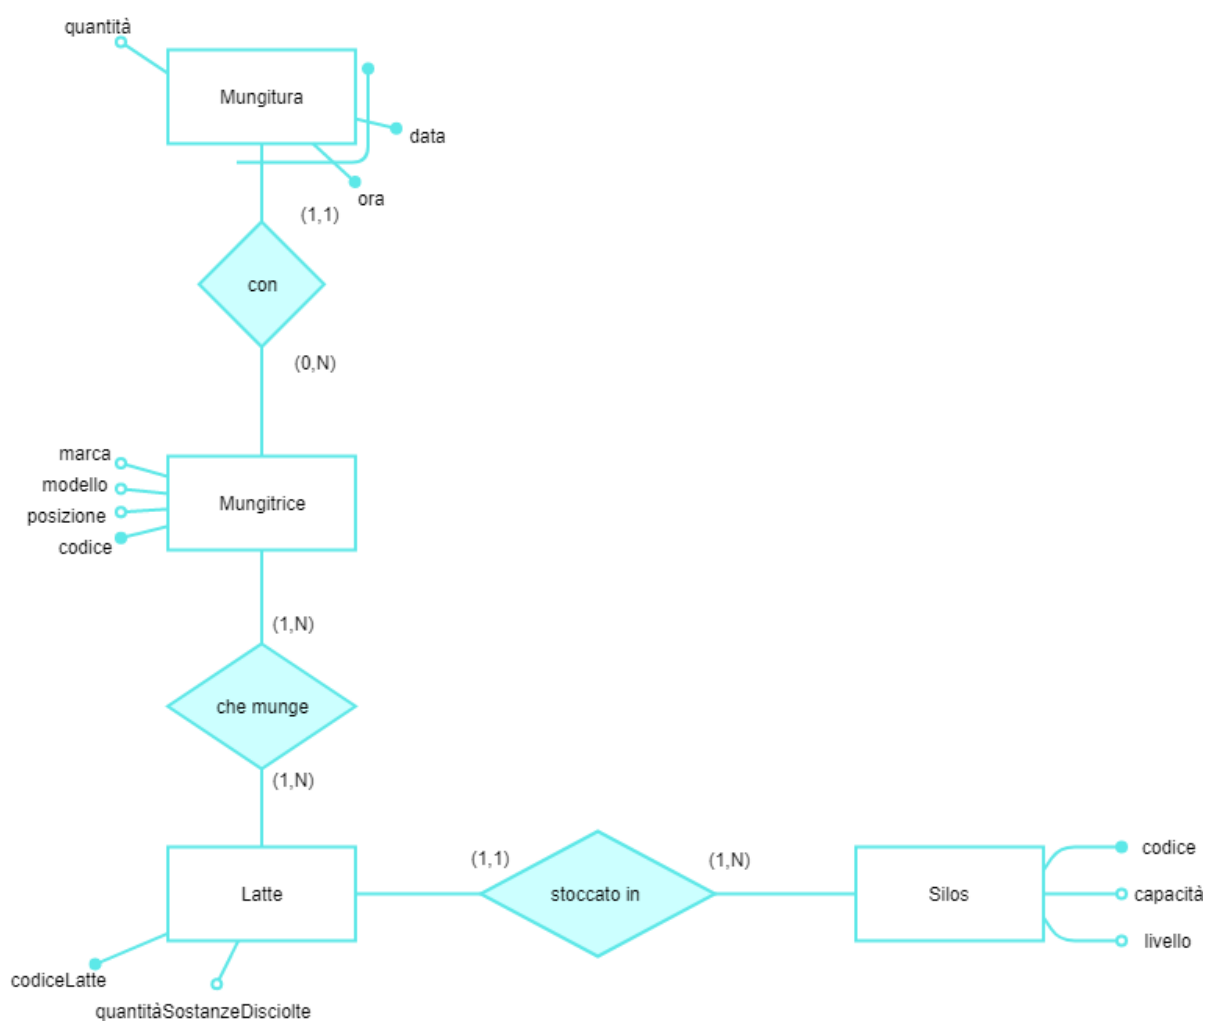 quantità
Mungitura
data
ora
(1,1)
con
(0,N)
marca
modello
posizione
codice
Mungitrice
(1,N)
che munge
(1,N)
Latte
(1,1)
stoccato in
(1,N)
Silos
codice
capacità
livello
codiceLatte
quantitàSostanzeDisciolte